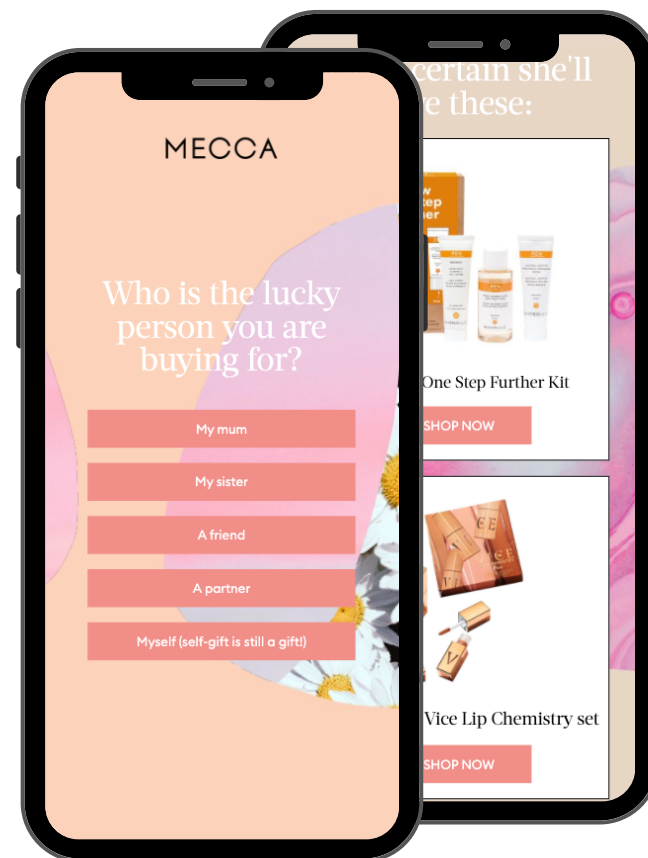 MECCA
Who is the lucky
person you are
buying for?
My mum
My sister
A friend
A partner
Myself (self-gift is still a gift!)
certain she'll
these:
One Step Further Kit
SHOP NOW
VICE
Vice Lip Chemistry set
SHOP NOW